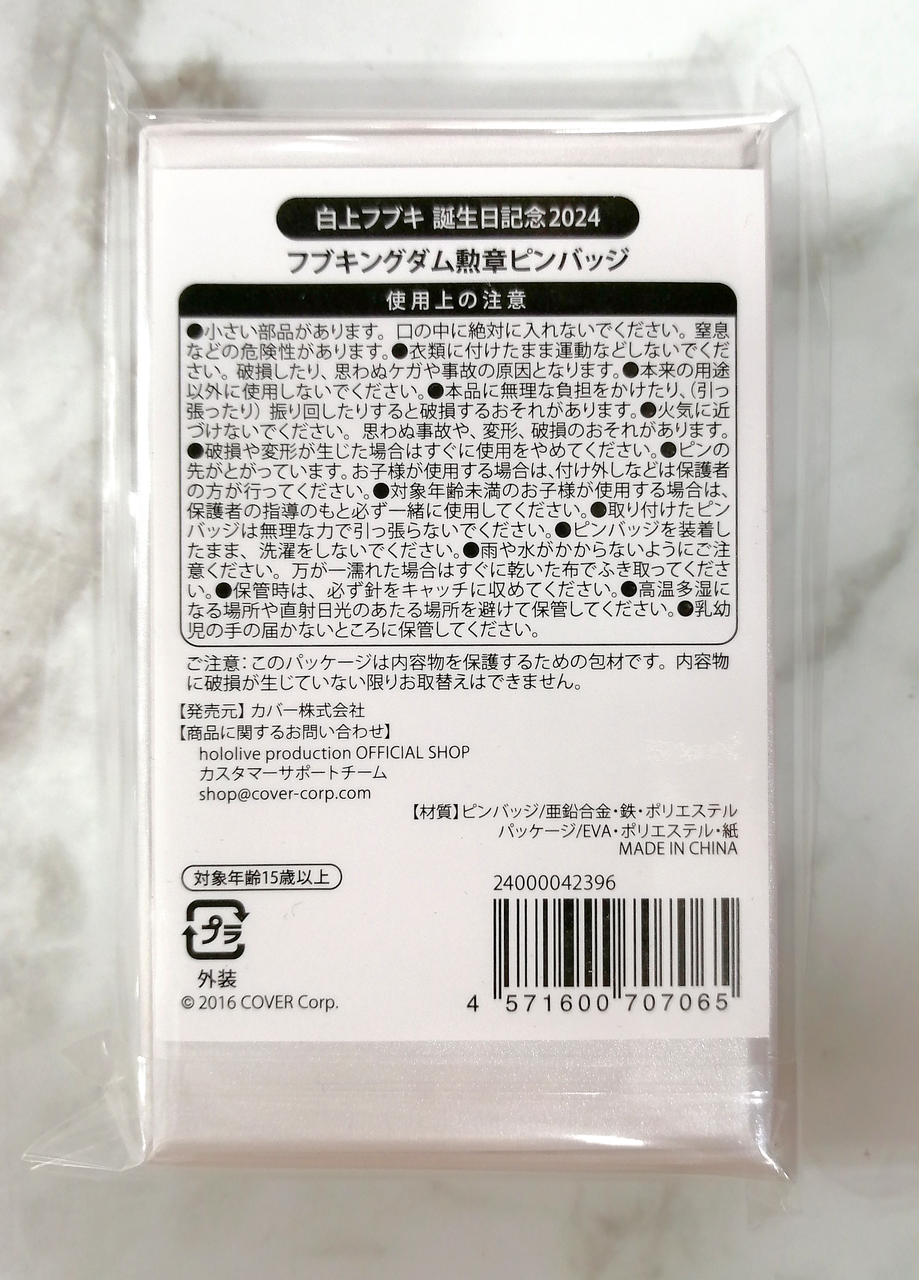 白上フブキ 誕生日記念2024
フブキングダム勲章ピンバッジ
使用上の注意
●小さい部品があります。口の中に絶対に入れないでください。窒息
などの危険性があります。●衣類に付けたまま運動などしないでくだ
さい。破損したり、思わぬケガや事故の原因となります。●本来の用途
以外に使用しないでください。●本品に無理な負担をかけたり、(引っ
張ったり) 振り回したりすると破損するおそれがあります。●火気に近
づけないでください。思わぬ事故や、変形、破損のおそれがあります。
●破損や変形が生じた場合はすぐに使用をやめてください。●ピンの
先がとがっています。お子様が使用する場合は、付け外しなどは保護者
の方が行ってください。●対象年齢未満のお子様が使用する場合は、
保護者の指導のもと必ず一緒に使用してください。●取り付けたピン
バッジは無理な力で引っ張らないでください。●ピンバッジを装着し
たまま、洗濯をしないでください。●雨や水がかからないようにご注
意ください。万が一濡れた場合はすぐに乾いた布でふき取ってくださ
い。●保管時は、必ず針をキャッチに収めてください。●高温多湿に
なる場所や直射日光のあたる場所を避けて保管してください。●乳幼
児の手の届かないところに保管してください。
ご注意：このパッケージは内容物を保護するための包材です。内容物
に破損が生じていない限りお取替えはできません。
【発売元】カバー株式会社
【商品に関するお問い合わせ】
hololive production OFFICIAL SHOP
カスタマーサポートチーム
shop@cover-corp.com
【材質】ピンバッジ/亜鉛合金・鉄・ポリエステル
パッケージ/EVA・ポリエステル・紙
MADE IN CHINA
対象年齢15歳以上
24000042396
プラ
外装
© 2016 COVER Corp.
4 571600 707065